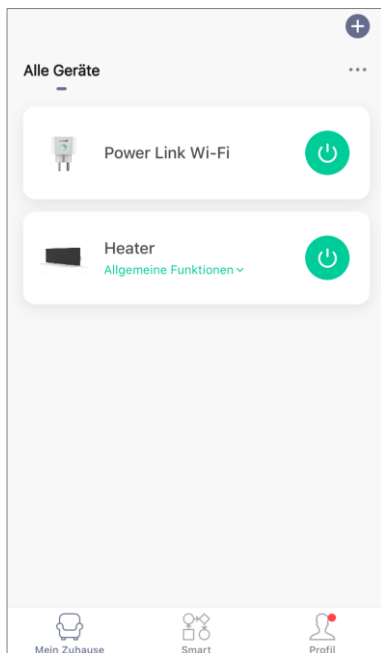 Alle Geräte
Power Link Wi-Fi
Heater
Allgemeine Funktionen
Mein Zuhause
Smart
Profil